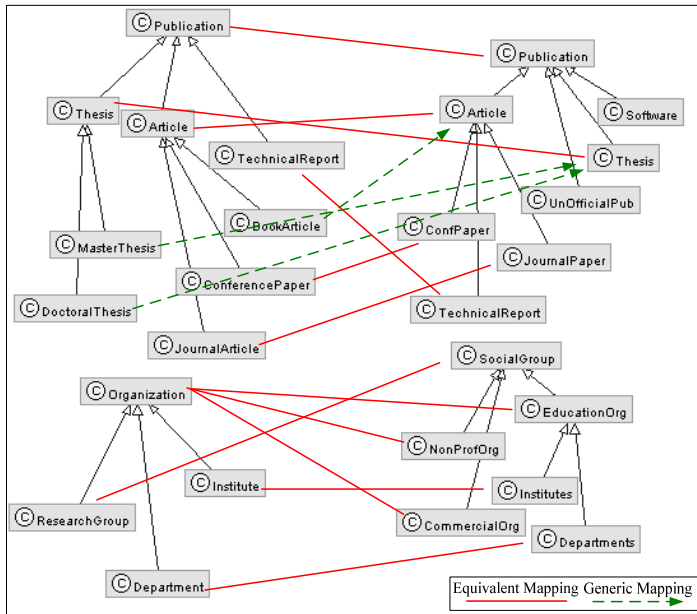 © Publication
© Publication
© Thesis
© Article
© Article
© Software
© TechnicalReport
© Thesis
© UnOfficialPub
© BookArticle
© ConfPaper
© MasterThesis
© JournalPaper
© ConferencePaper
© DoctoralThesis
© TechnicalReport
© JournalArticle
© SocialGroup
© Organization
© EducationOrg
© NonProfOrg
© Institute
© Institutes
© ResearchGroup
© CommercialOrg
© Departments
© Department
Equivalent Mapping Generic Mapping